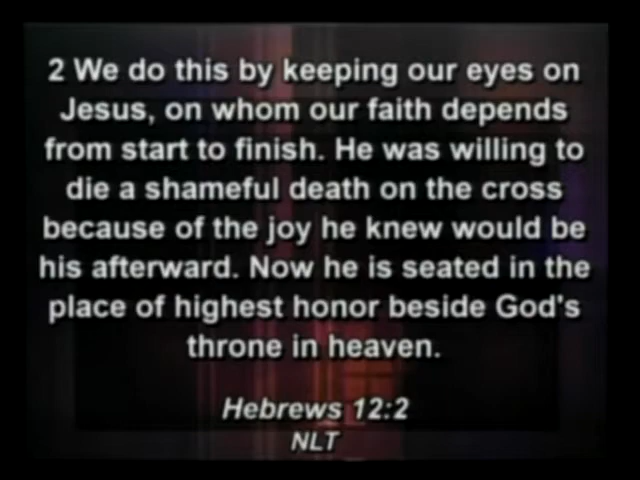 2 We do this by keeping our eyes on
Jesus, on whom our faith depends
from start to finish. He was willing to
die a shameful death on the cross
because of the joy he knew would be
his afterward. Now he is seated in the
place of highest honor beside God's
throne in heaven.
Hebrews 12:2
NLT